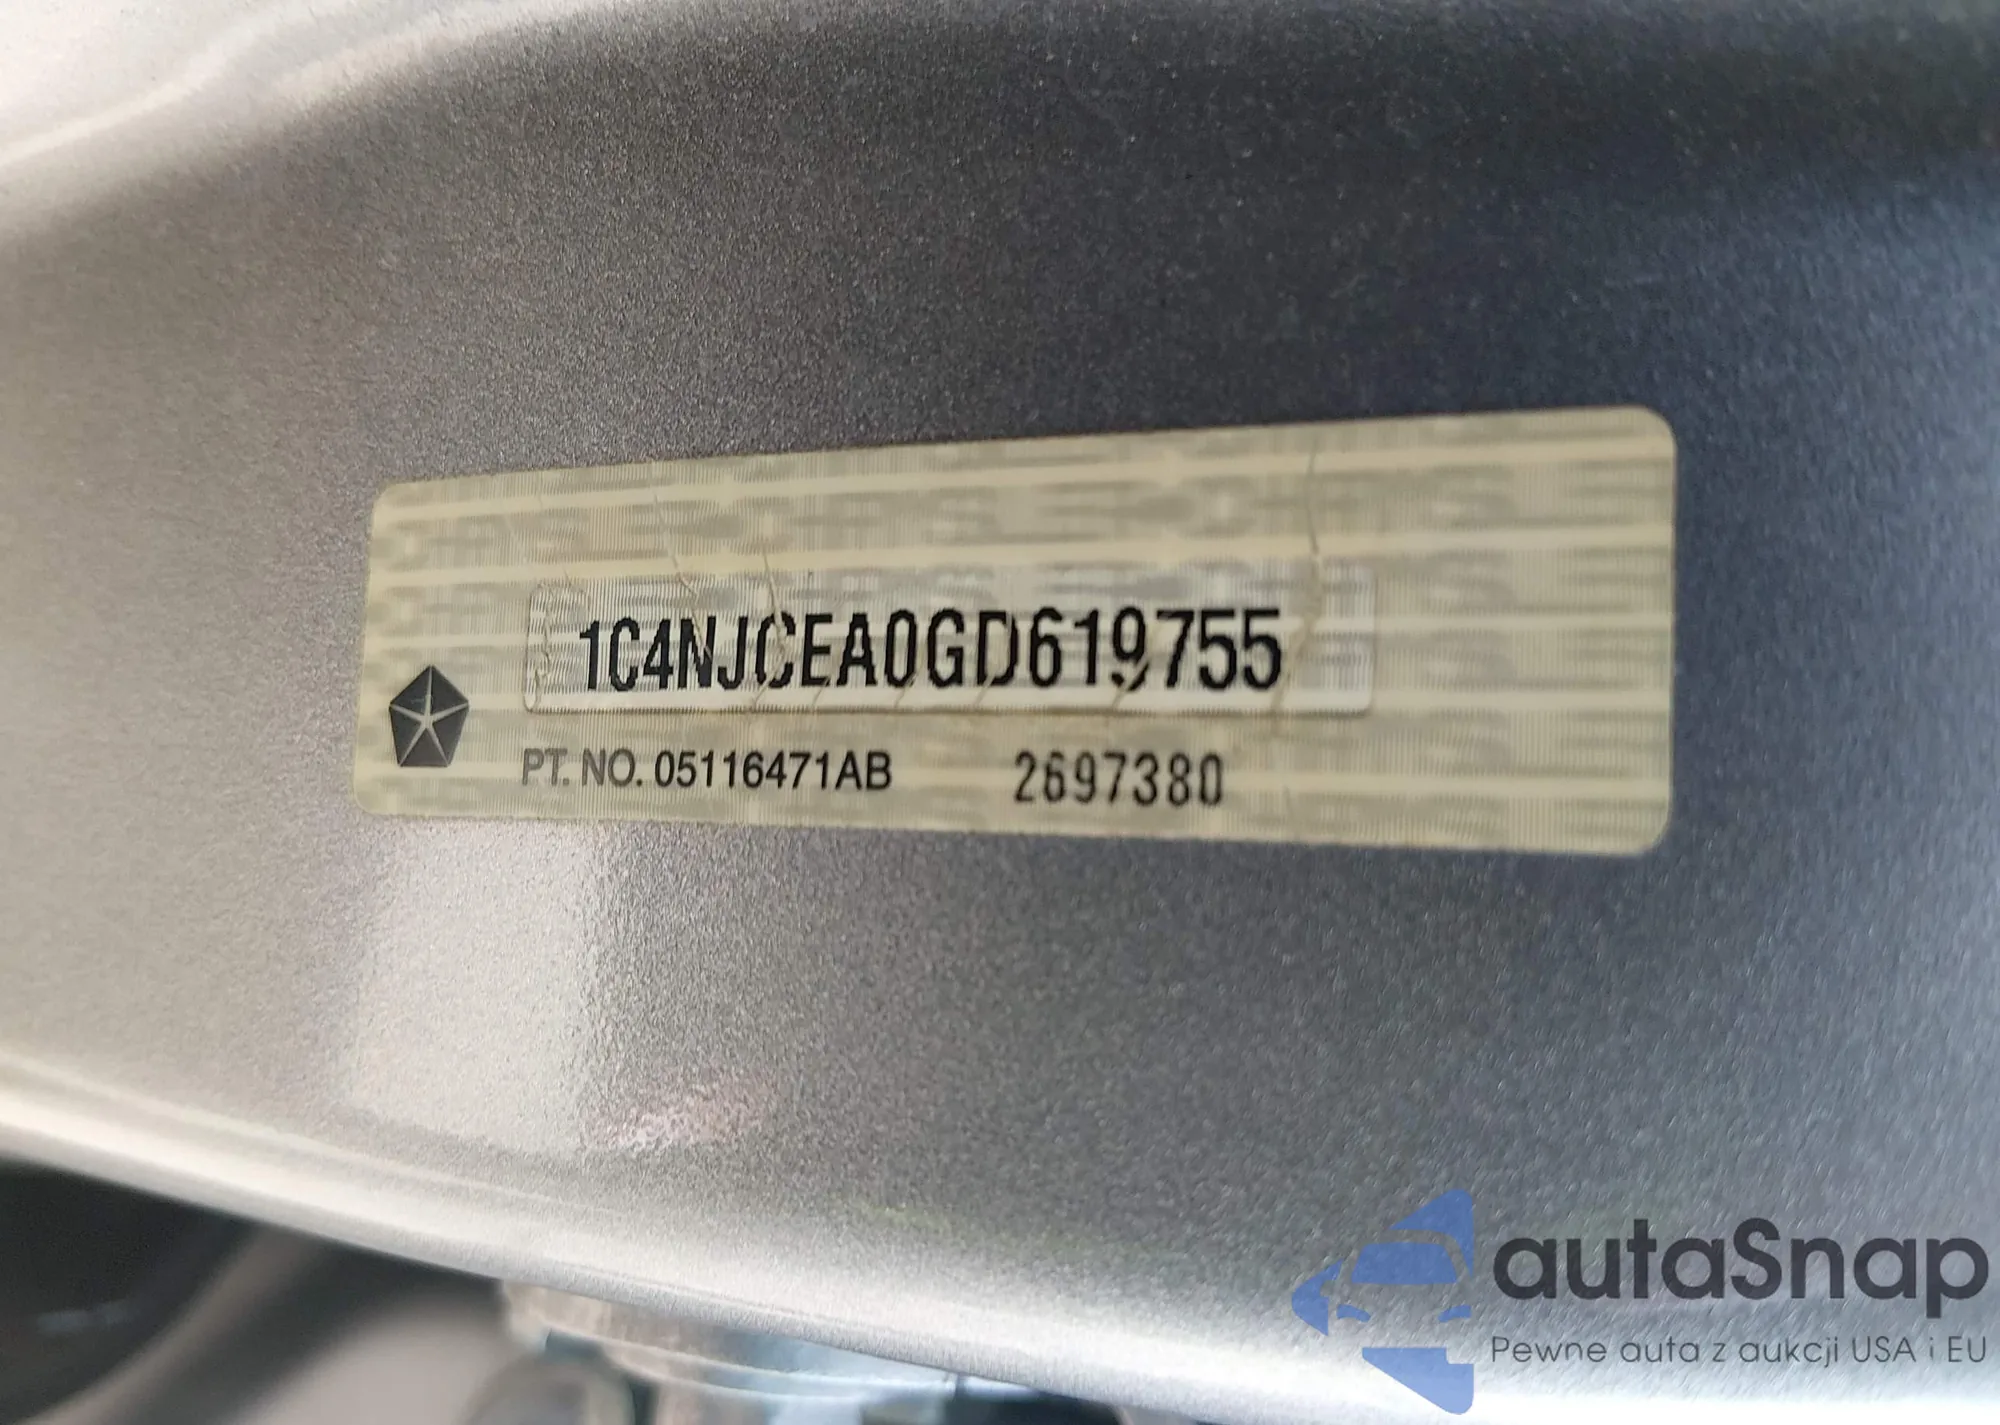 1C4NJCEA0GD619755
PT. NO. 05116471AB 2697380
autaSnap
Pewne auta z aukcji USA i EU